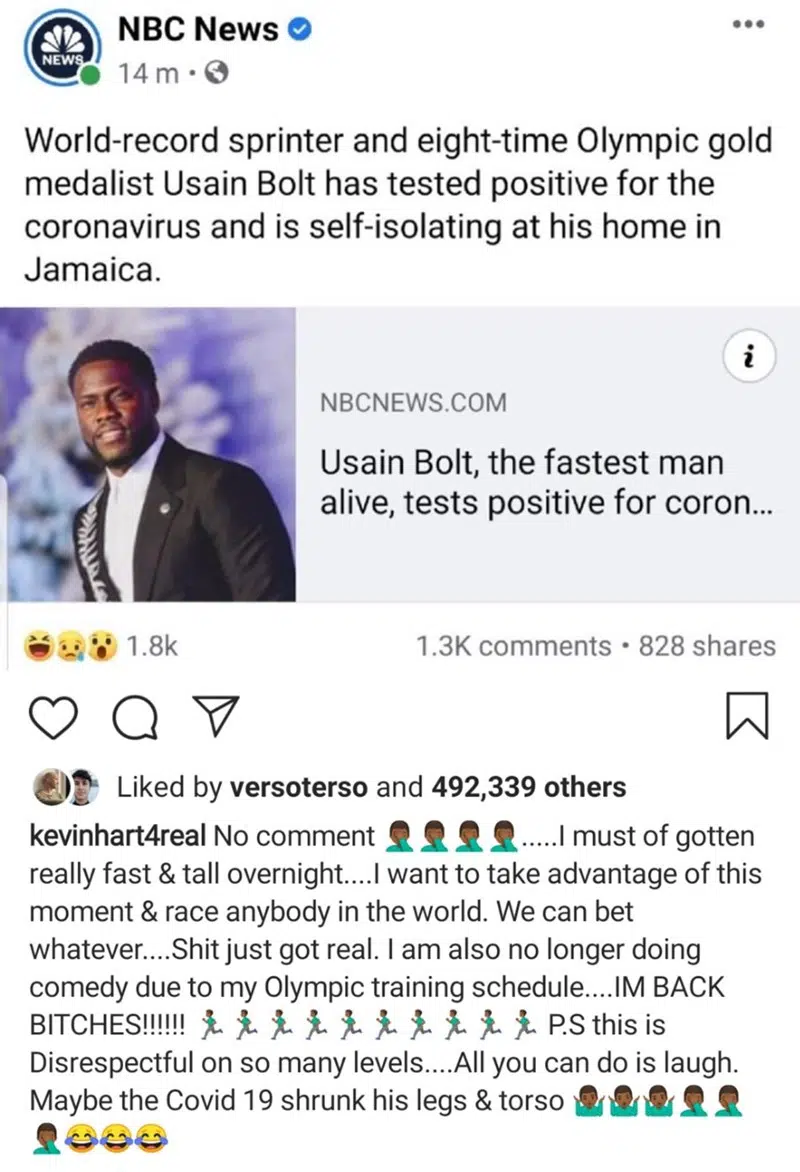 NBC News
NEWS
14 m ·
World-record sprinter and eight-time Olympic gold
medalist Usain Bolt has tested positive for the
coronavirus and is self-isolating at his home in
Jamaica.
NBCNEWS.COM
i
Usain Bolt, the fastest man
alive, tests positive for coron...
1.8k
1.3K comments • 828 shares
Liked by versoterso and 492,339 others
kevinhart4real No comment 🤦🏾‍♂️🤦🏾‍♂️🤦🏾‍♂️🤦🏾‍♂️.....I must of gotten
really fast & tall overnight....I want to take advantage of this
moment & race anybody in the world. We can bet
whatever....Shit just got real. I am also no longer doing
comedy due to my Olympic training schedule....IM BACK
BITCHES!!!!!! 🏃🏾‍♂️🏃🏾‍♂️🏃🏾‍♂️🏃🏾‍♂️🏃🏾‍♂️🏃🏾‍♂️🏃🏾‍♂️🏃🏾‍♂️🏃🏾‍♂️🏃🏾‍♂️ P.S this is
Disrespectful on so many levels....All you can do is laugh.
Maybe the Covid 19 shrunk his legs & torso 🤷🏾‍♂️🤷🏾‍♂️🤷🏾‍♂️🤦🏾‍♂️🤦🏾‍♂️
🤦🏾‍♂️😂😂😂